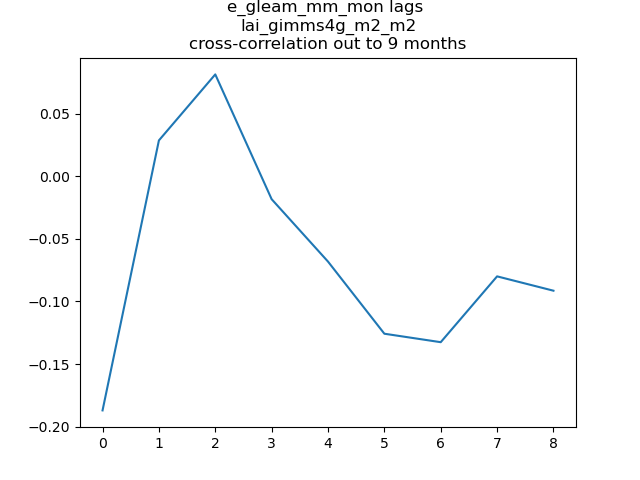 e_gleam_mm_mon lags
lai_gimms4g_m2_m2
cross-correlation out to 9 months
0.05
0.00
−0.05
−0.10
−0.15
−0.20
0 1 2 3 4 5 6 7 8